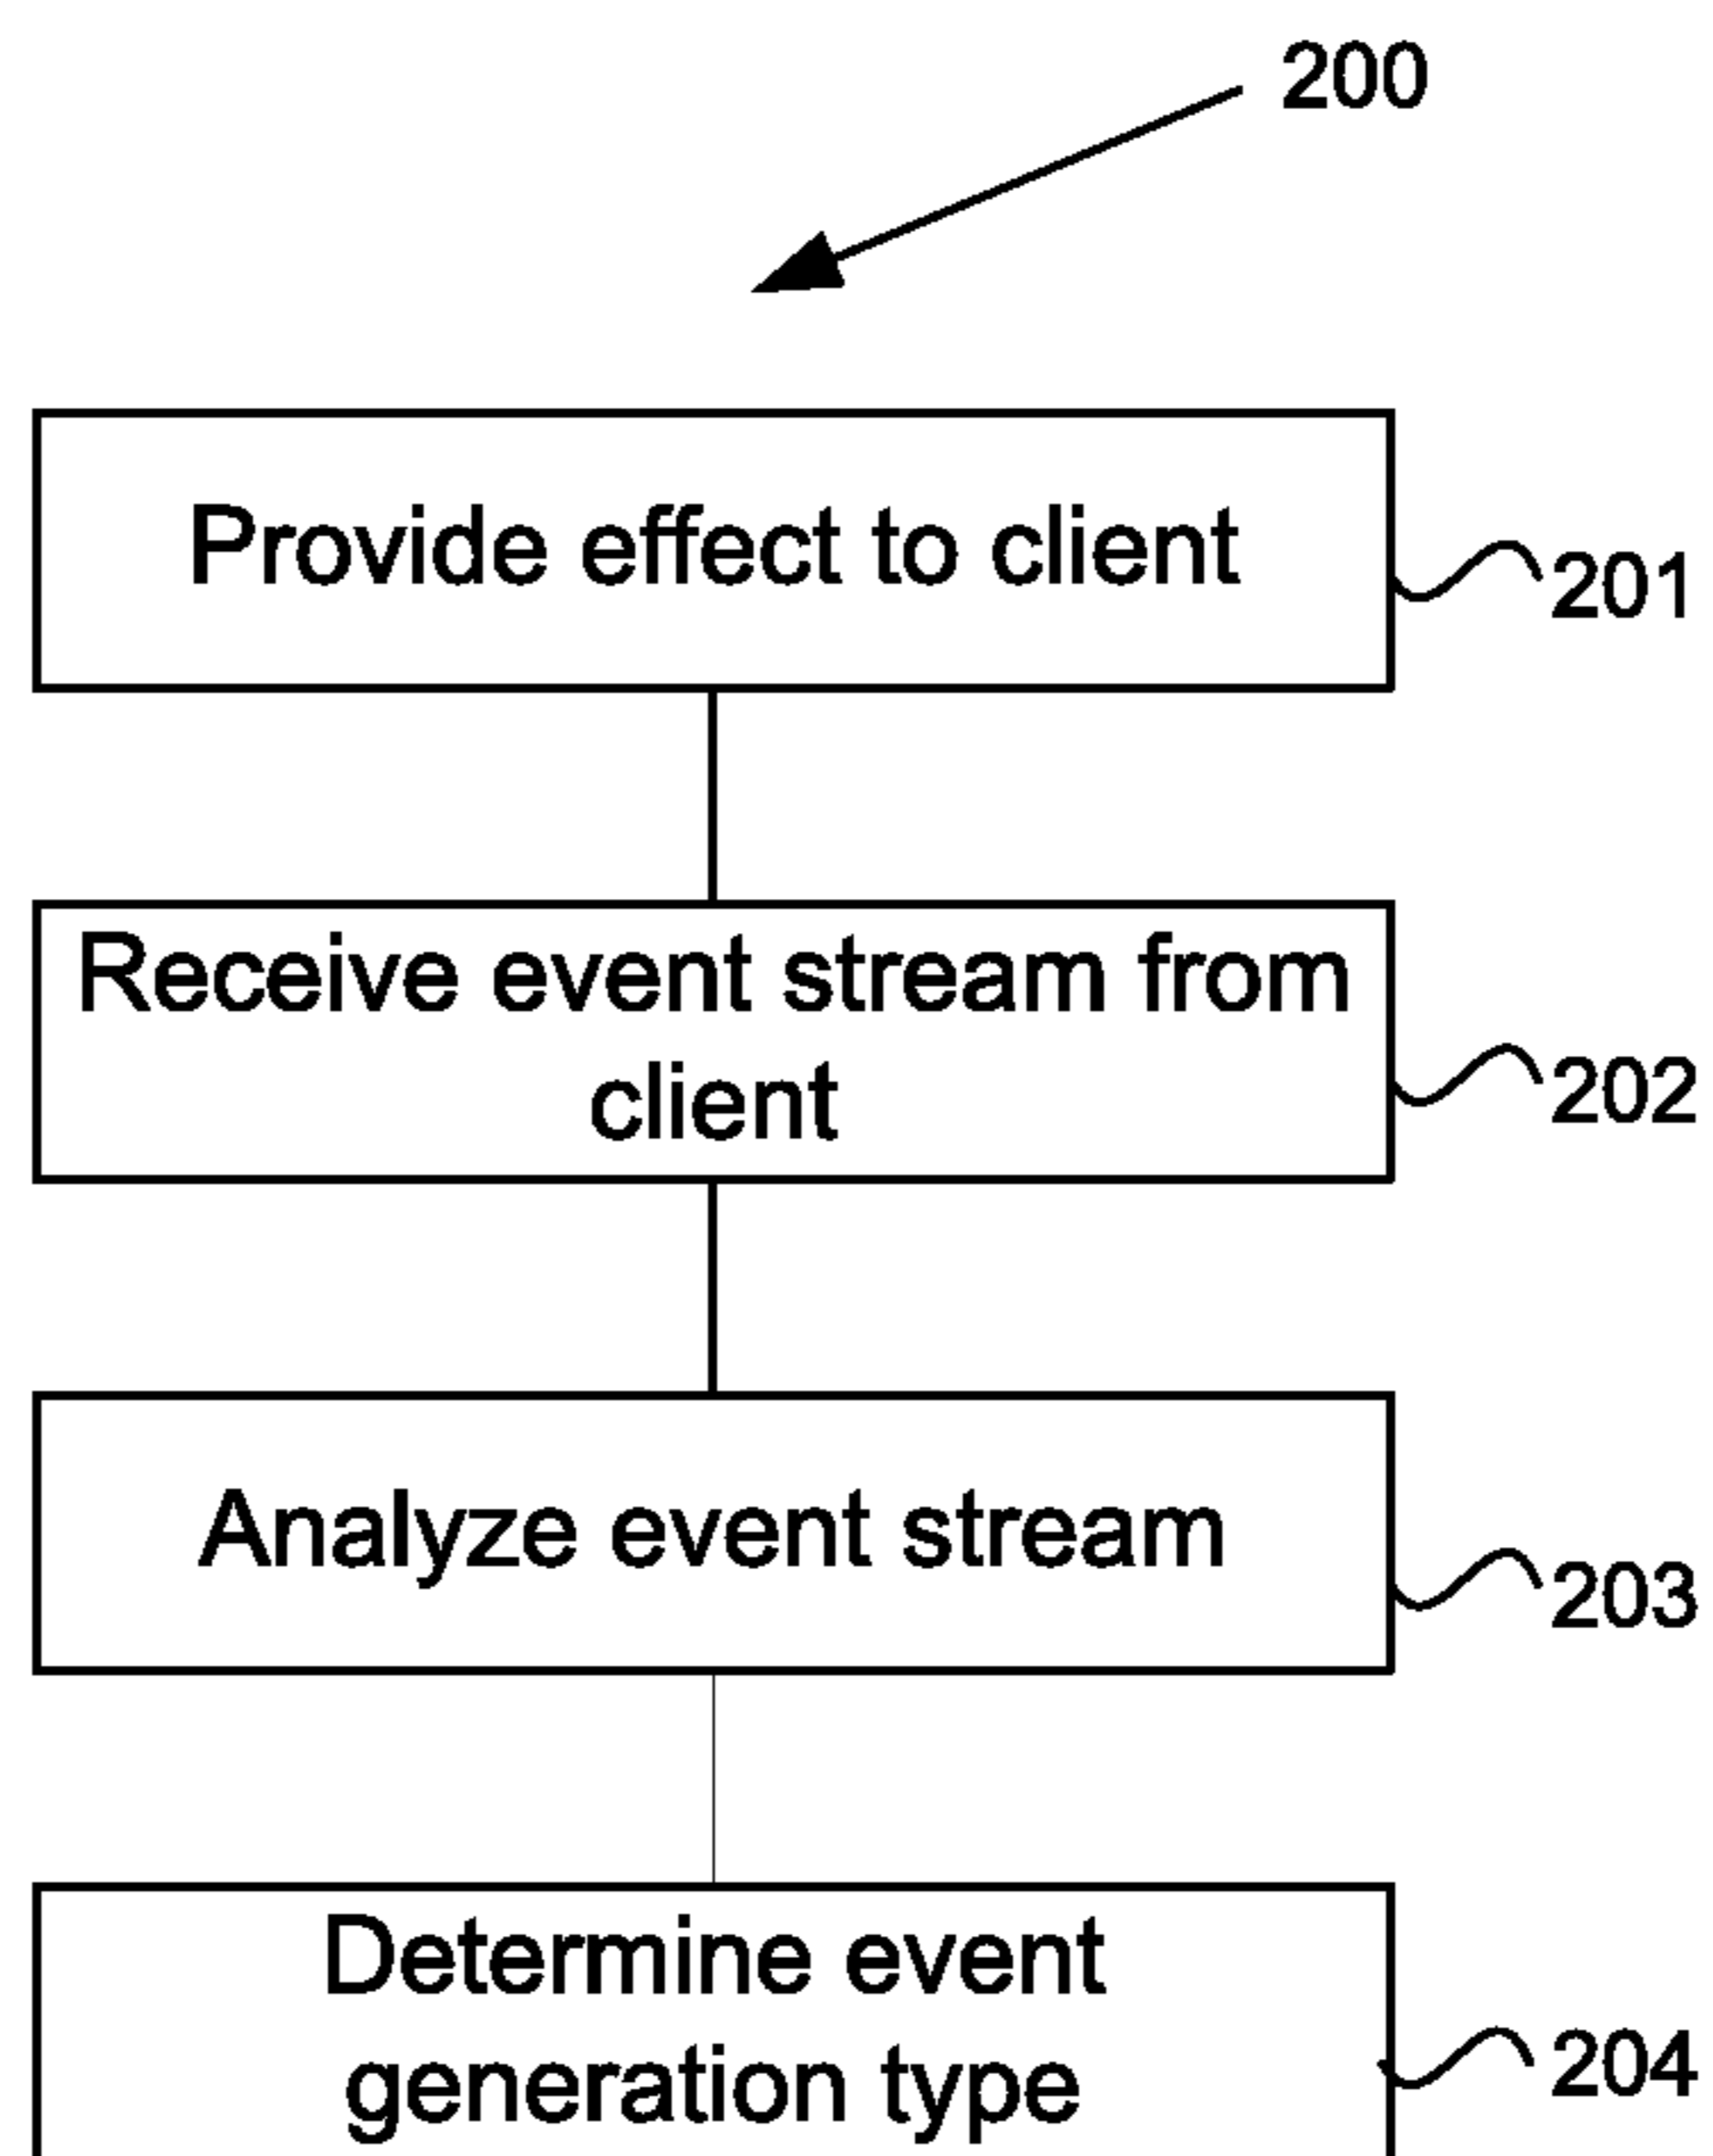 200
Provide effect to client
201
Receive event stream from
client
202
Analyze event stream
203
Determine event
generation type
204